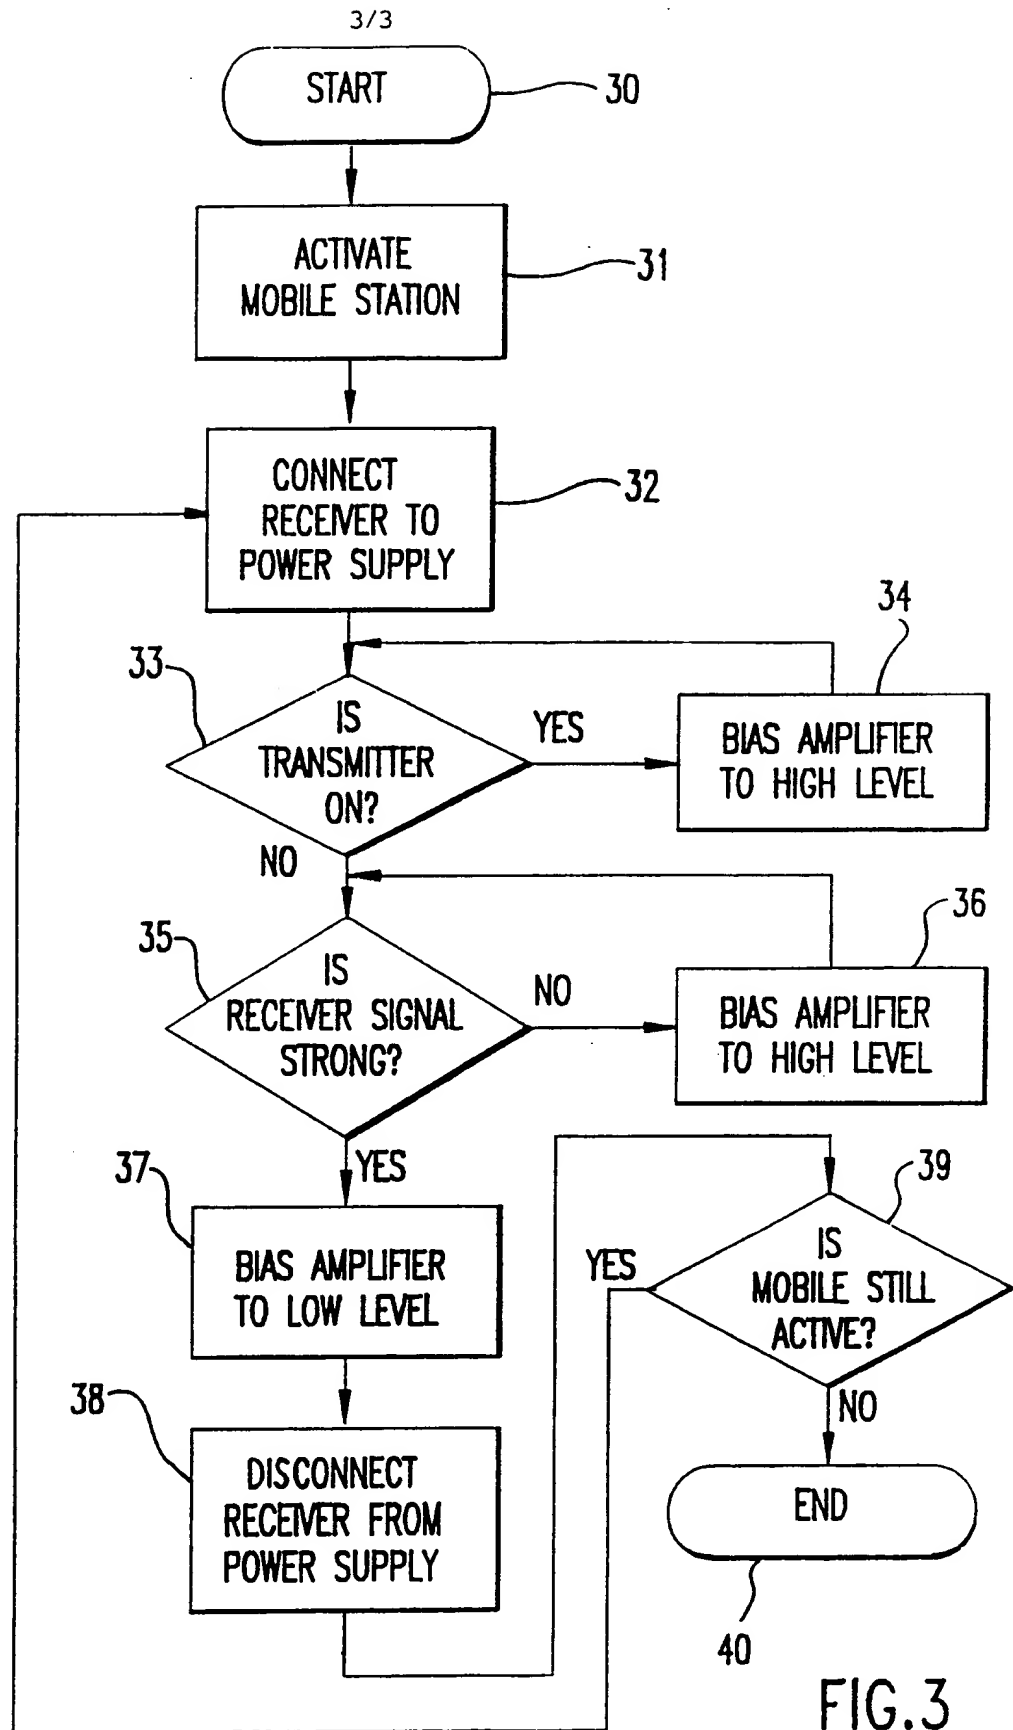 3/3
START
30
ACTIVATE
MOBILE STATION
31
CONNECT
RECEIVER TO
POWER SUPPLY
32
33
IS
TRANSMITTER
ON?
YES
NO
34
BIAS AMPLIFIER
TO HIGH LEVEL
35
IS
RECEIVER SIGNAL
STRONG?
NO
YES
36
BIAS AMPLIFIER
TO HIGH LEVEL
37
BIAS AMPLIFIER
TO LOW LEVEL
38
DISCONNECT
RECEIVER FROM
POWER SUPPLY
39
IS
MOBILE STILL
ACTIVE?
YES
NO
END
40
FIG.3